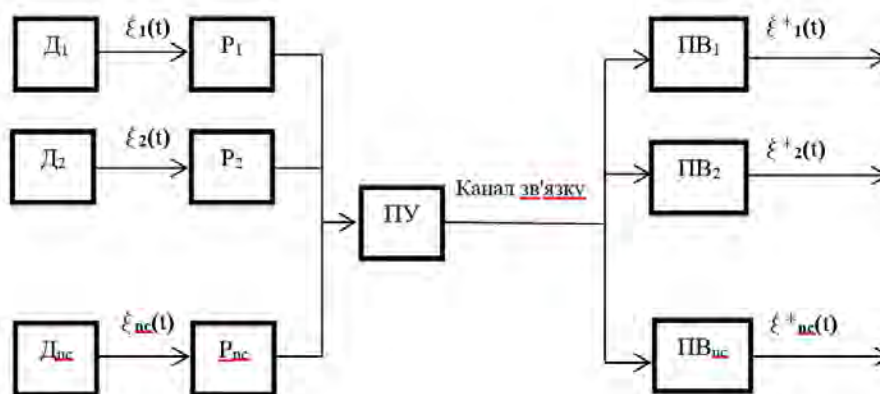 Д1 ξ1(t) Р1 ПВ1 ξ*1(t)
Д2 ξ2(t) Р2 ПВ2 ξ*2(t)
ПУ Канал зв'язку
Дпс ξпс(t) Рпс ПВпс ξ*пс(t)